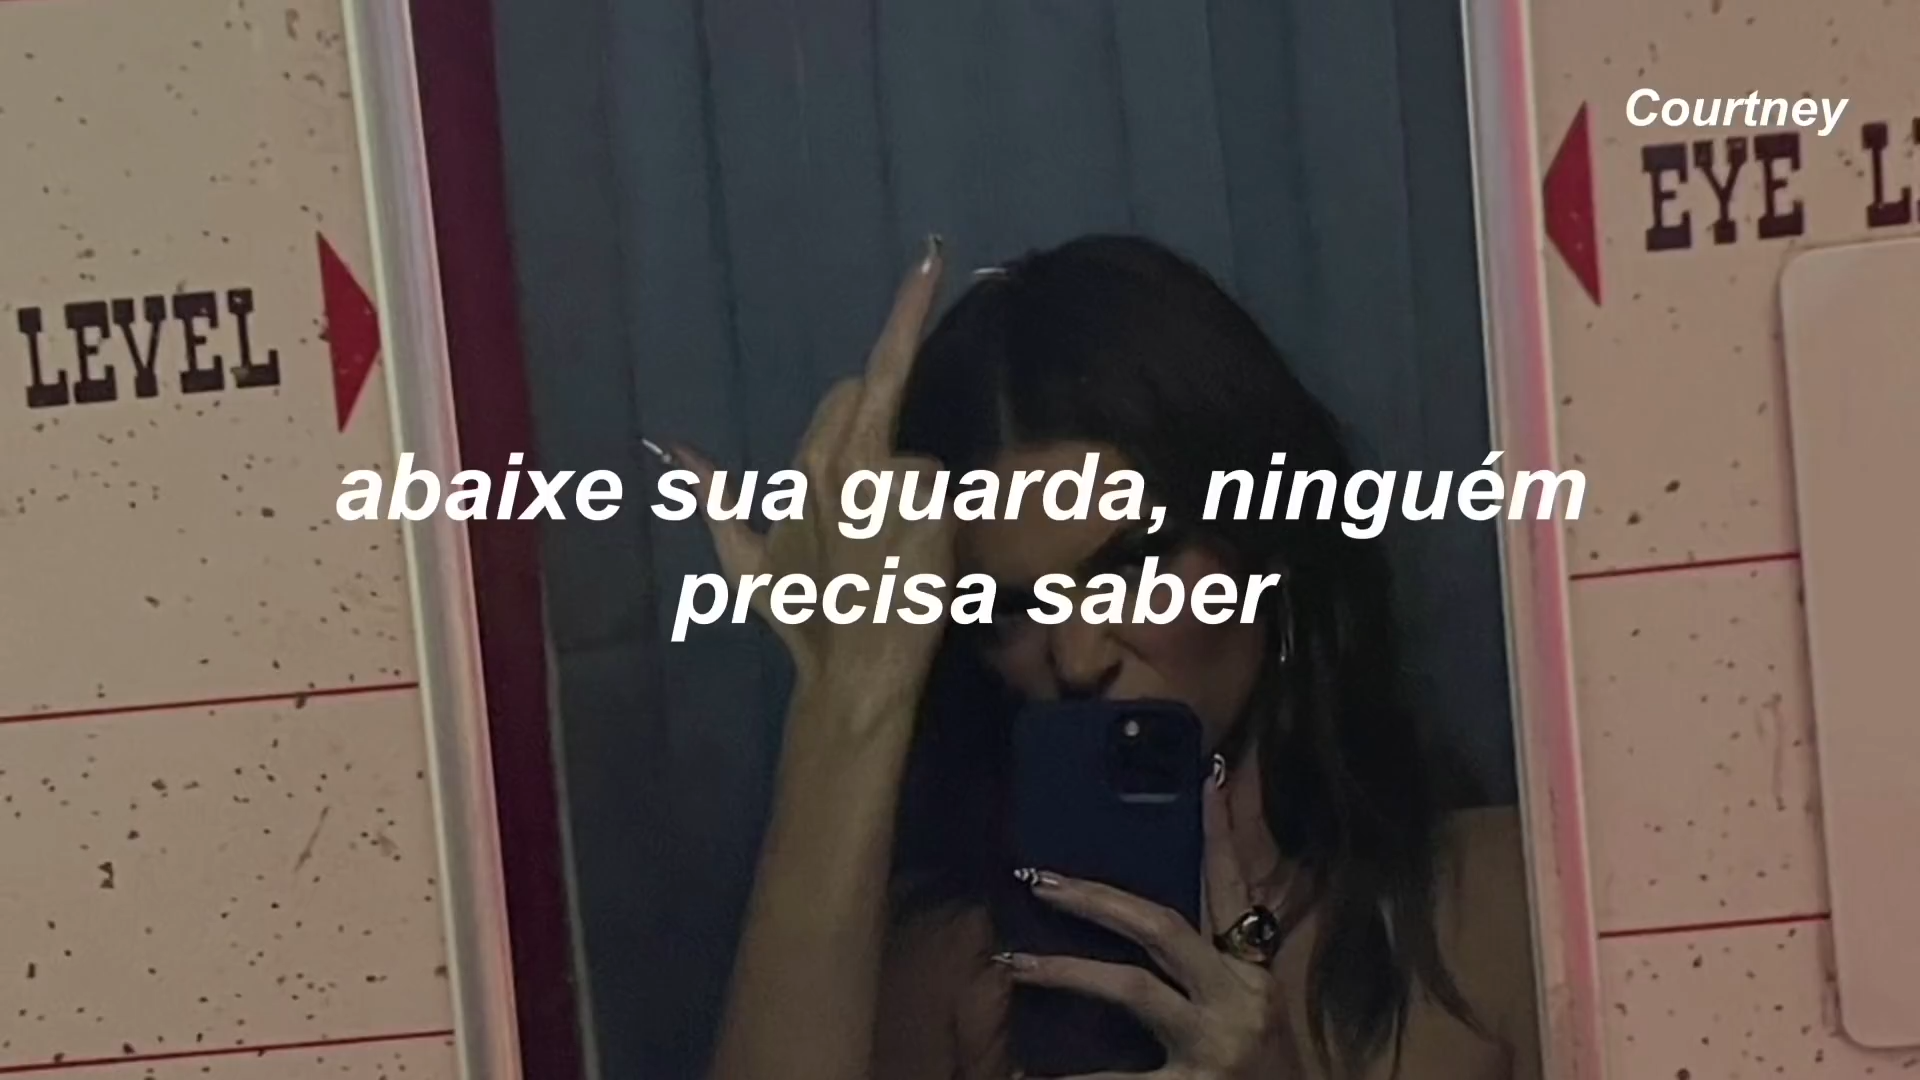 Courtney
EYE L
LEVEL
abaixe sua guarda, ninguém
precisa saber